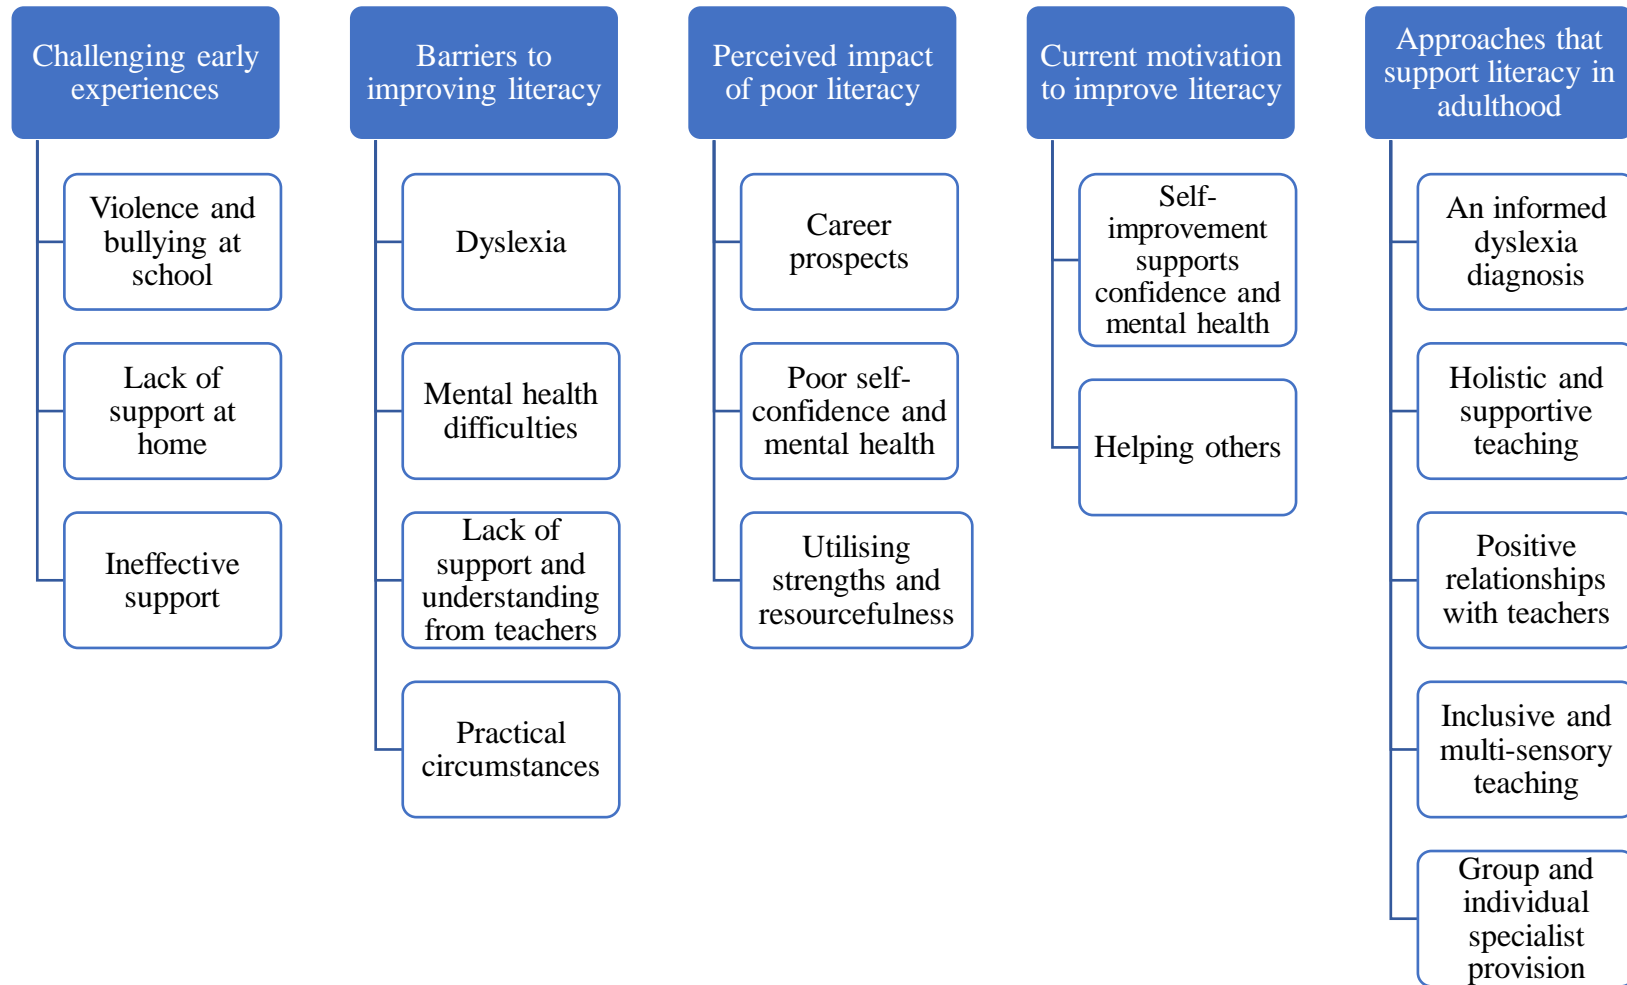 Challenging early
experiences
Violence and
bullying at
school
Lack of
support at
home
Ineffective
support
Barriers to
improving literacy
Dyslexia
Mental health
difficulties
Lack of
support and
understanding
from teachers
Practical
circumstances
Perceived impact
of poor literacy
Career
prospects
Poor self-
confidence and
mental health
Utilising
strengths and
resourcefulness
Current motivation
to improve literacy
Self-
improvement
supports
confidence and
mental health
Helping others
Approaches that
support literacy in
adulthood
An informed
dyslexia
diagnosis
Holistic and
supportive
teaching
Positive
relationships
with teachers
Inclusive and
multi-sensory
teaching
Group and
individual
specialist
provision